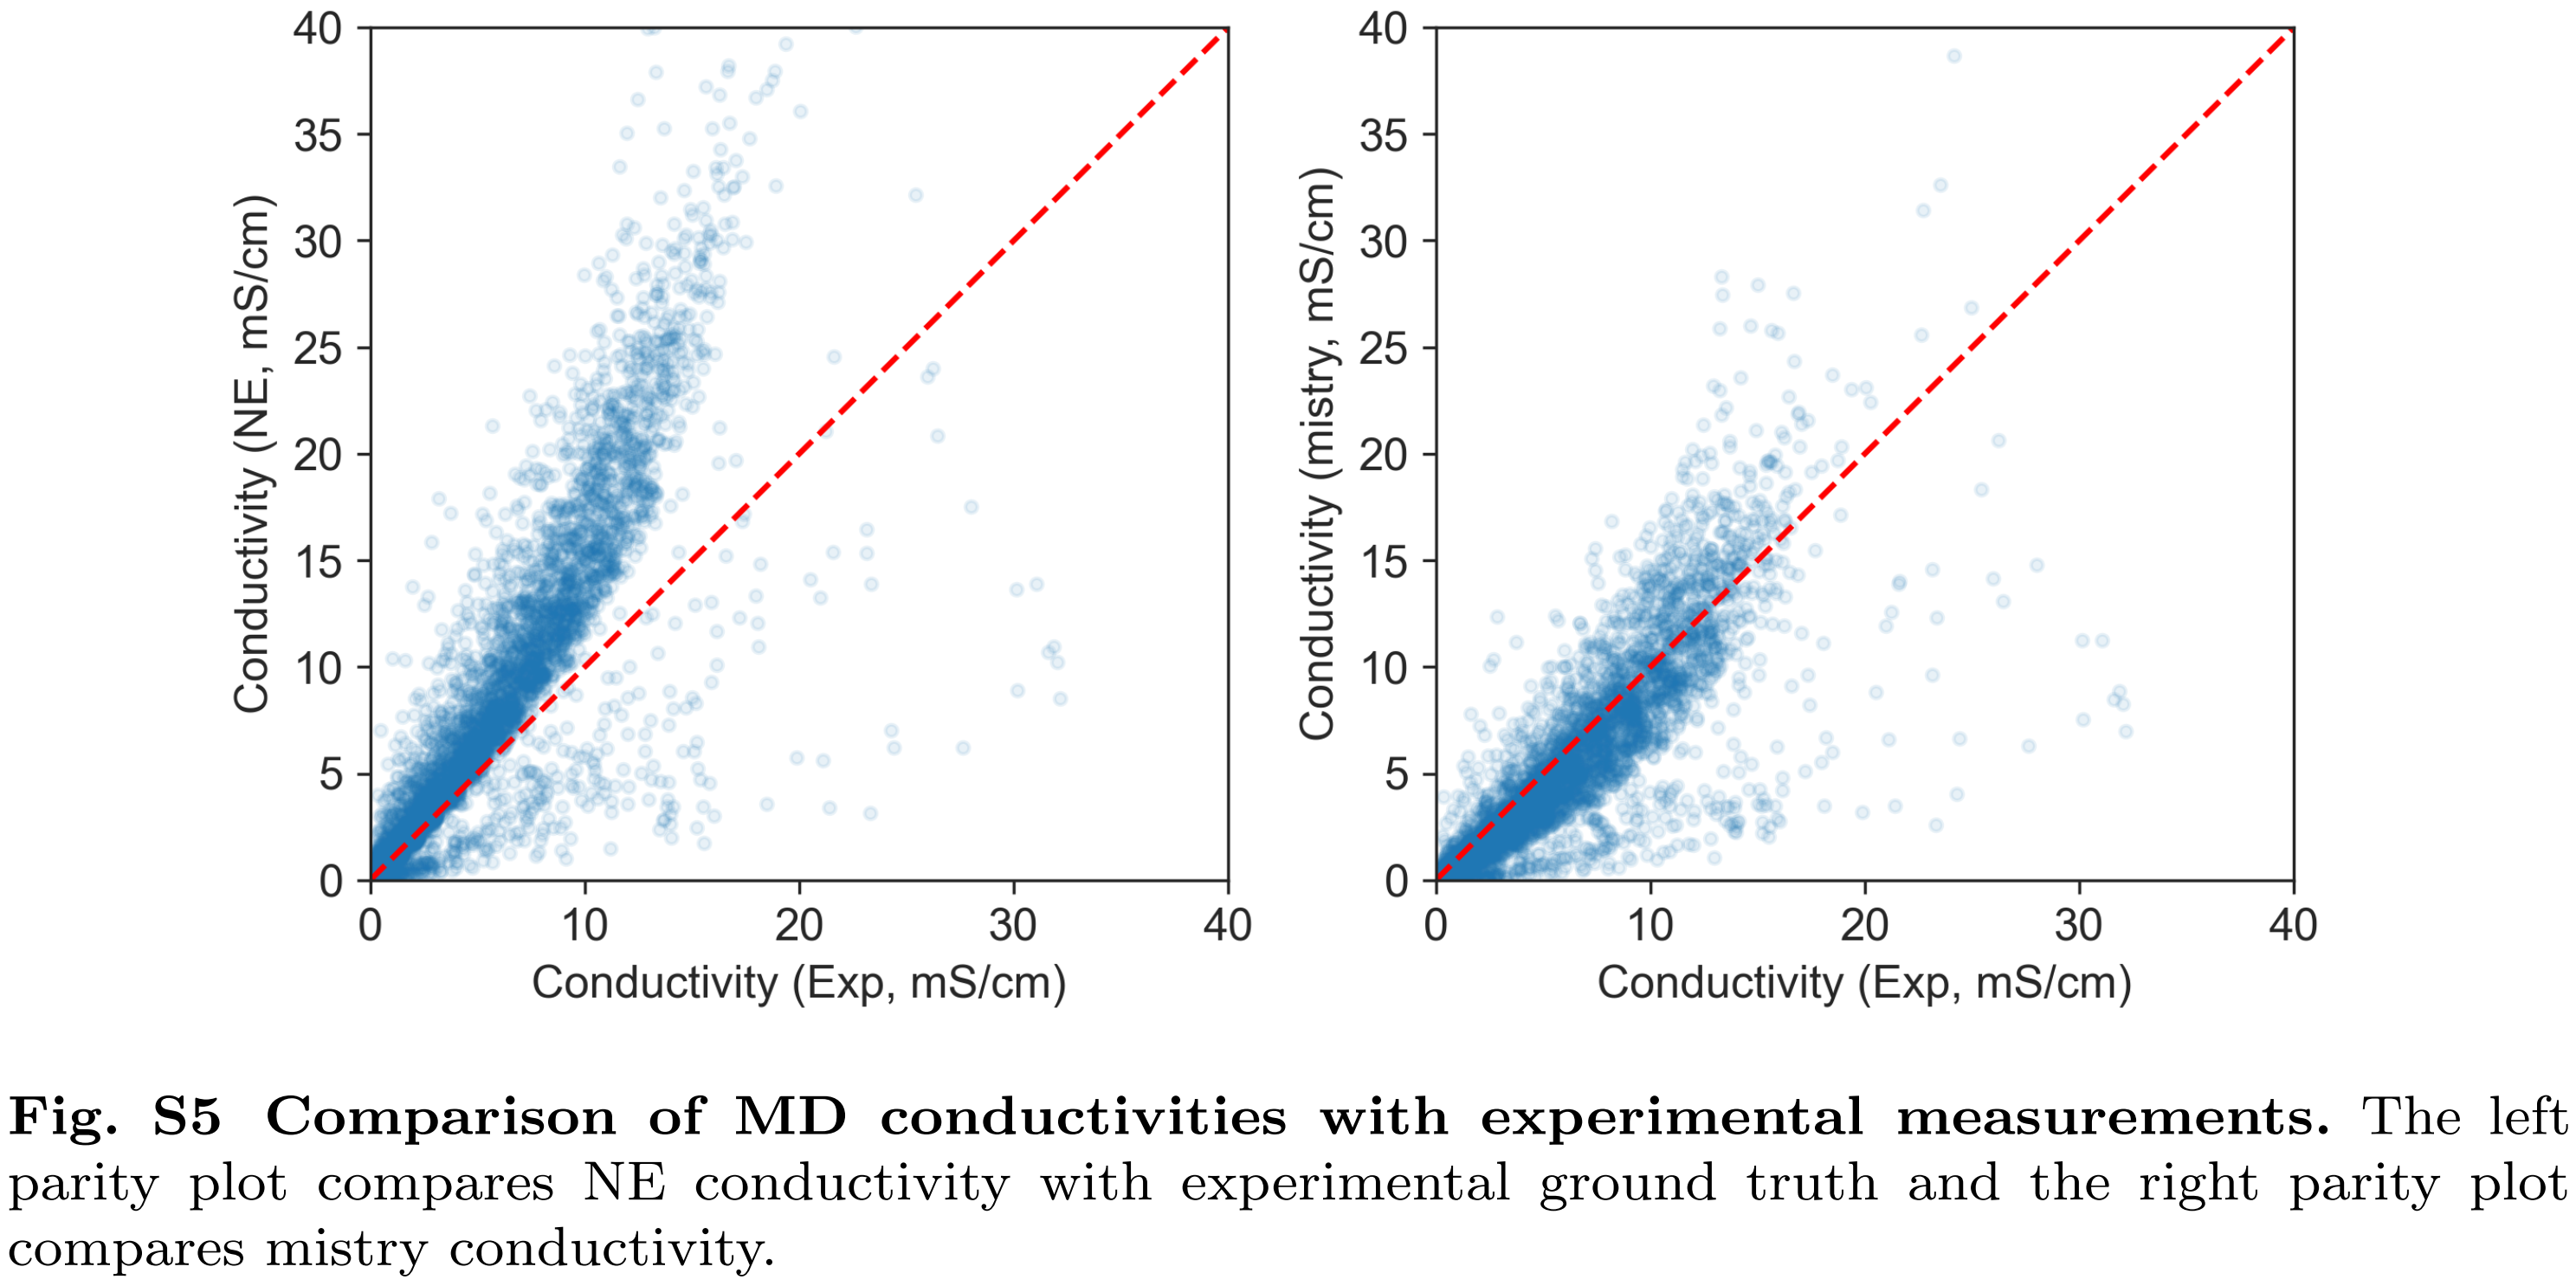 40
35
30
25
20
15
10
5
0
0 10 20 30 40
Conductivity (NE, mS/cm)
Conductivity (Exp, mS/cm)
40
35
30
25
20
15
10
5
0
0 10 20 30 40
Conductivity (mistry, mS/cm)
Conductivity (Exp, mS/cm)
Fig. S5 Comparison of MD conductivities with experimental measurements. The left
parity plot compares NE conductivity with experimental ground truth and the right parity plot
compares mistry conductivity.